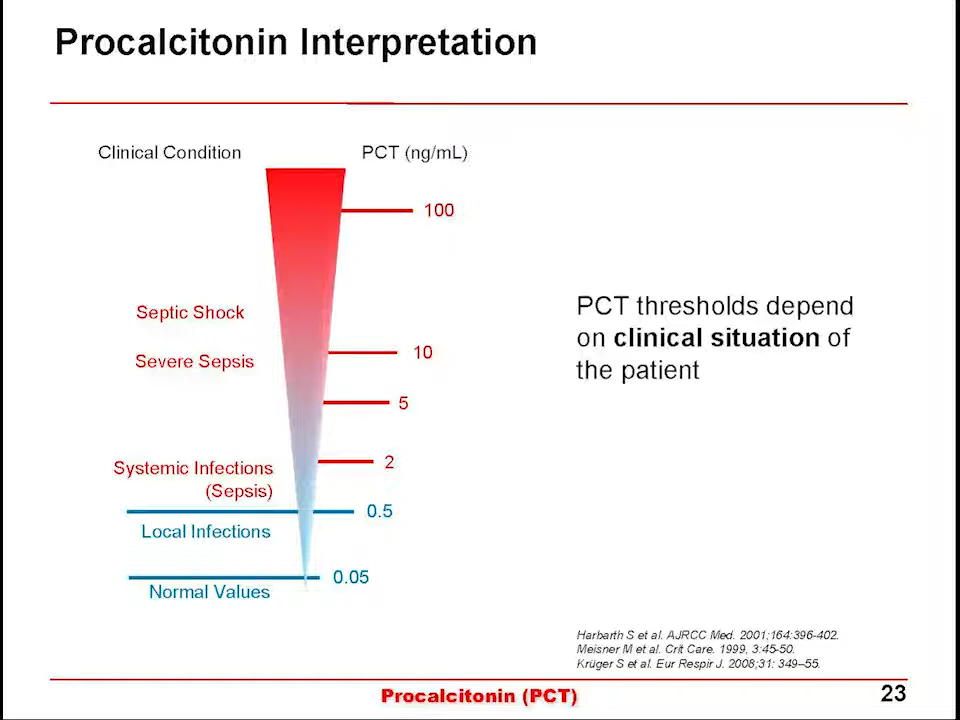 Procalcitonin Interpretation
Clinical Condition
PCT (ng/mL)
100
Septic Shock
Severe Sepsis
10
5
Systemic Infections
(Sepsis)
2
0.5
Local Infections
0.05
Normal Values
PCT thresholds depend
on clinical situation of
the patient
Harbarth S et al. AJRCC Med. 2001;164:396-402.
Meisner M et al. Crit Care. 1999, 3:45-50.
Krüger S et al. Eur Respir J. 2008;31: 349–55.
Procalcitonin (PCT)
23